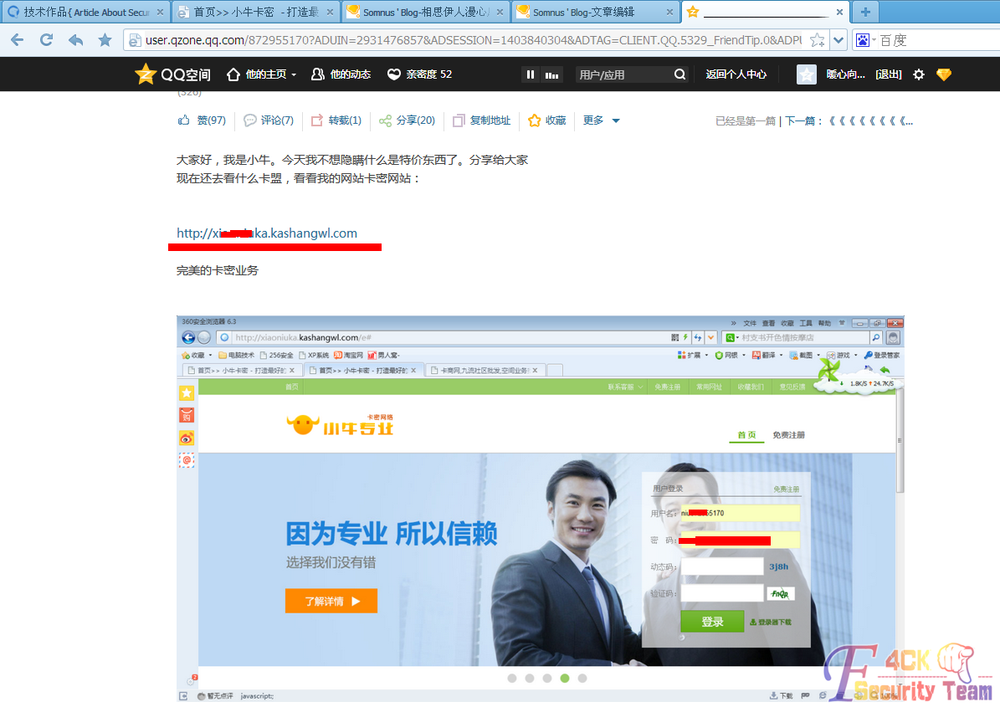 技术作品{ Article About Secur
首页>> 小牛卡密 - 打造最
Somnus ' Blog-相思伊人漫心
Somnus ' Blog-文章编辑
user.qzone.qq.com/872955170?ADUIN=2931476857&ADSESSION=1403840304&ADTAG=CLIENT.QQ.5329_FriendTip.0&ADPU
百度
QQ空间 他的主页 他的动态 亲密度 52 用户/应用 返回个人中心 暖心向... [退出]
(326)
赞(97) 评论(7) 转载(1) 分享(20) 复制地址 收藏 更多 已经是第一篇 | 下一篇：《《《《《《《《...
大家好，我是小牛。今天我不想隐瞒什么是特价东西了。分享给大家
现在还去看什么卡盟，看看我的网站卡密网站：
http://xi uka.kashangwl.com
完美的卡密业务
360安全浏览器 6.3 » 文件 查看 收藏 工具 帮助
http://xiaoniuka.kashangwl.com/e# 村支书开色情按摩店
收藏 电脑技术 256安全 XP系统 淘宝网 男人窝- 扩展 网银 翻译 截图 游戏 登录管家
首页>> 小牛卡密 - 打造最好的 首页>> 小牛卡密 - 打造最好的 卡商网,九流社区批发,空间业务
1.8K/S 24.7K/S
首页 联系客服 免费注册 常用网址 收藏我们 意见反馈
购
小牛专业 卡密网络
首 页 免费注册
用户登录 免费注册
用户名： niu 55170
密 码：
动态码： 3j8h
验证码： fnQp
登录 登录器下载
因为专业 所以信赖
选择我们没有错
了解详情
2
暂无点评 javascript; 下载 100%
F4CK
Security Team